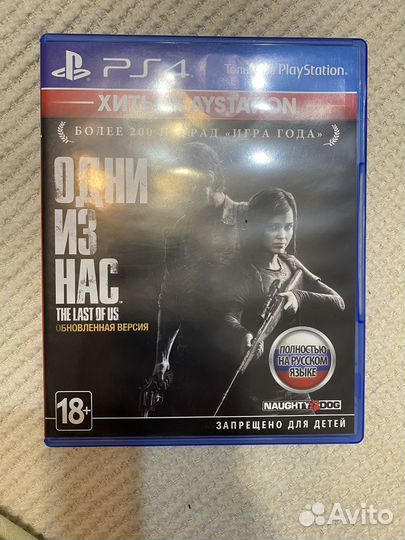 PS4
Только на PlayStation
ХИТЫ PLAYSTATION
БОЛЕЕ 200 НАГРАД «ИГРА ГОДА»
ОДНИ
ИЗ
НАС
THE LAST OF US
ОБНОВЛЕННАЯ ВЕРСИЯ
ПОЛНОСТЬЮ
НА РУССКОМ
ЯЗЫКЕ
18+
NAUGHTY DOG
ЗАПРЕЩЕНО ДЛЯ ДЕТЕЙ
Avito